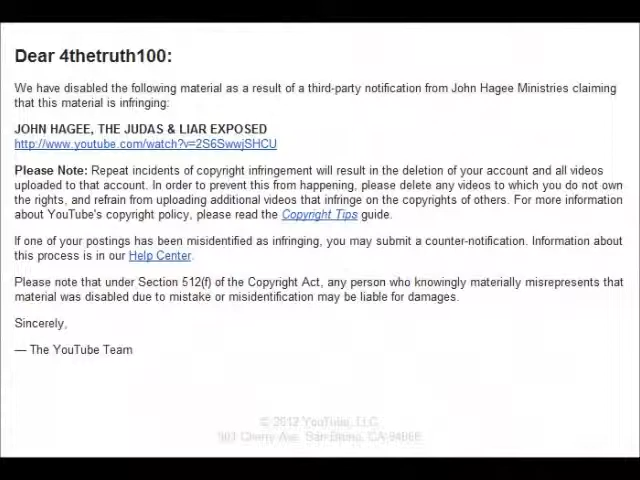 Dear 4thetruth100:
We have disabled the following material as a result of a third-party notification from John Hagee Ministries claiming
that this material is infringing:
JOHN HAGEE, THE JUDAS & LIAR EXPOSED
http://www.youtube.com/watch?v=2S6SwwjSHCU
Please Note: Repeat incidents of copyright infringement will result in the deletion of your account and all videos
uploaded to that account. In order to prevent this from happening, please delete any videos to which you do not own
the rights, and refrain from uploading additional videos that infringe on the copyrights of others. For more information
about YouTube's copyright policy, please read the Copyright Tips guide.
If one of your postings has been misidentified as infringing, you may submit a counter-notification. Information about
this process is in our Help Center.
Please note that under Section 512(f) of the Copyright Act, any person who knowingly materially misrepresents that
material was disabled due to mistake or misidentification may be liable for damages.
Sincerely,
— The YouTube Team
© 2012 YouTube, LLC
901 Cherry Ave, San Bruno, CA